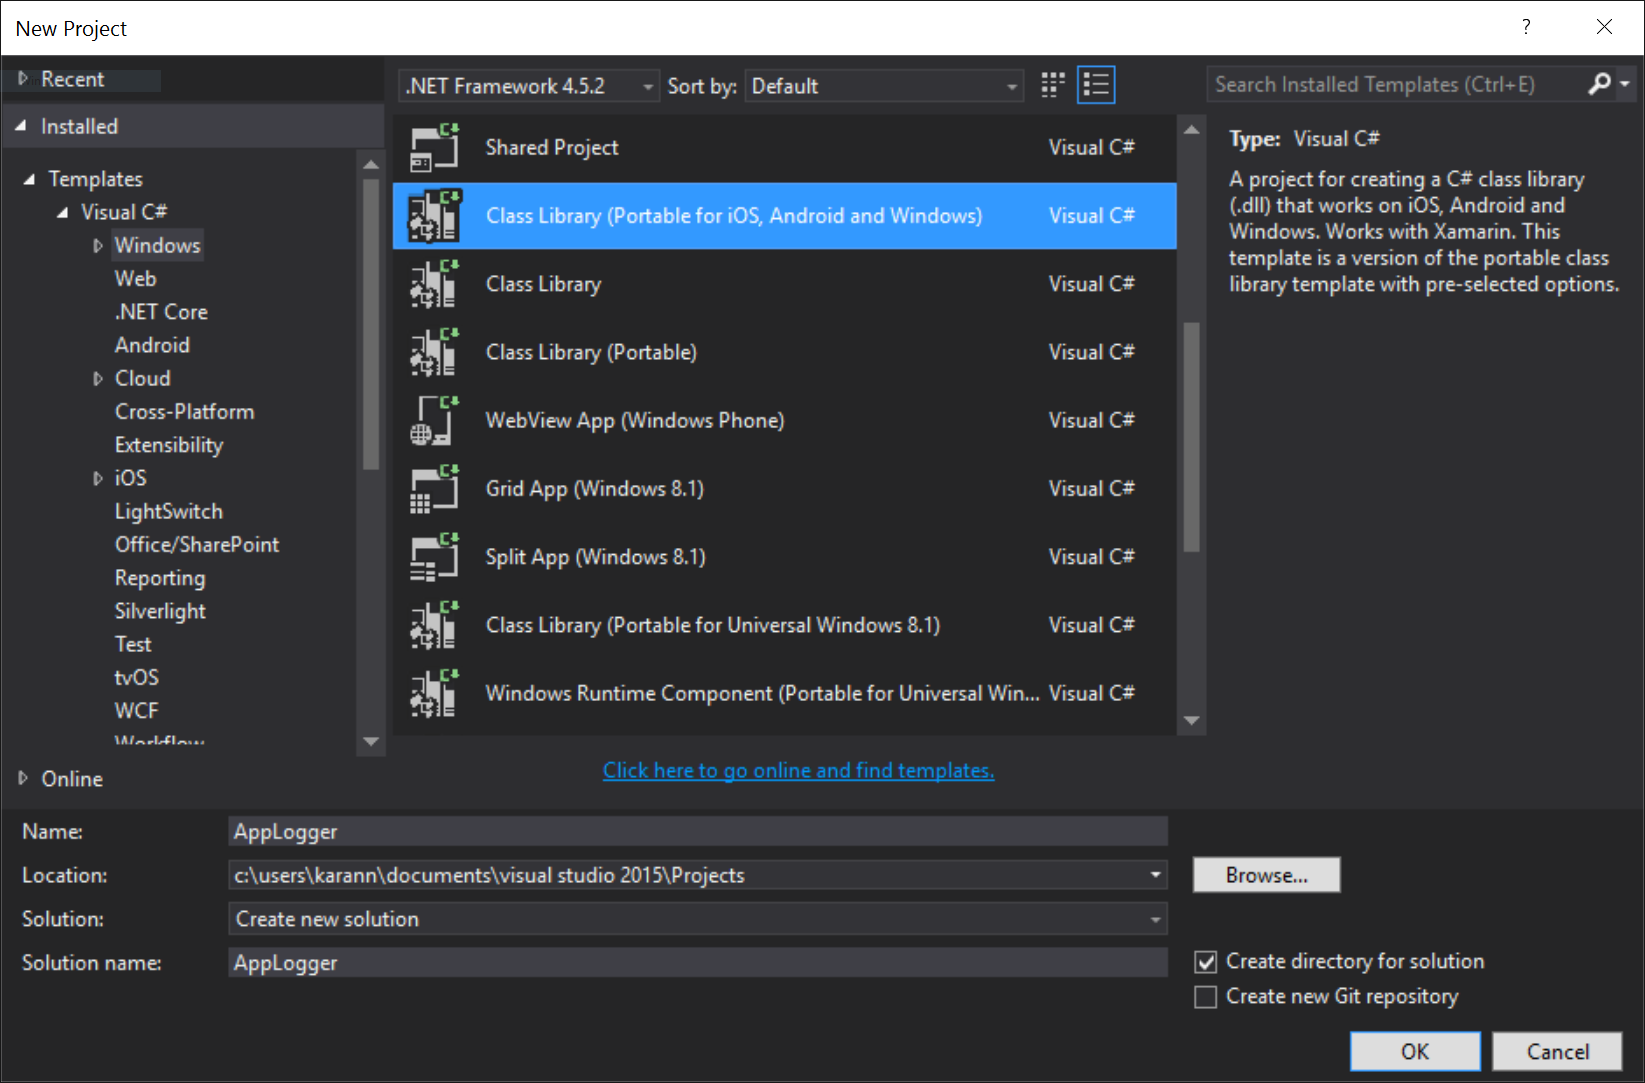 New Project
?
Recent
.NET Framework 4.5.2
Sort by:
Default
Search Installed Templates (Ctrl+E)
Installed
Templates
Visual C#
Windows
Web
.NET Core
Android
Cloud
Cross-Platform
Extensibility
iOS
LightSwitch
Office/SharePoint
Reporting
Silverlight
Test
tvOS
WCF
Workflow
Online
Shared Project Visual C#
Class Library (Portable for iOS, Android and Windows) Visual C#
Class Library Visual C#
Class Library (Portable) Visual C#
WebView App (Windows Phone) Visual C#
Grid App (Windows 8.1) Visual C#
Split App (Windows 8.1) Visual C#
Class Library (Portable for Universal Windows 8.1) Visual C#
Windows Runtime Component (Portable for Universal Win... Visual C#
Click here to go online and find templates.
Type: Visual C#
A project for creating a C# class library
(.dll) that works on iOS, Android and
Windows. Works with Xamarin. This
template is a version of the portable class
library template with pre-selected options.
Name: AppLogger
Location: c:\users\karann\documents\visual studio 2015\Projects
Browse...
Solution: Create new solution
Solution name: AppLogger
Create directory for solution
Create new Git repository
OK
Cancel